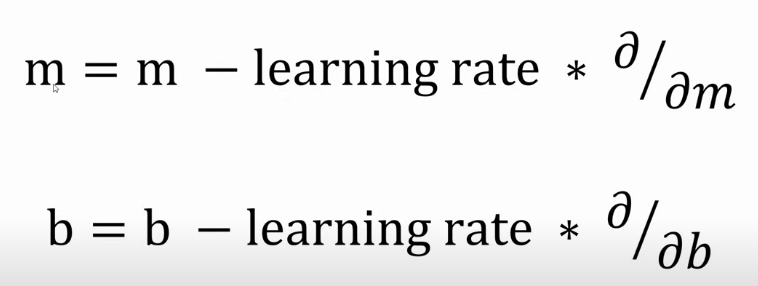 m = m − learning rate * ∂/∂m
b = b − learning rate * ∂/∂b